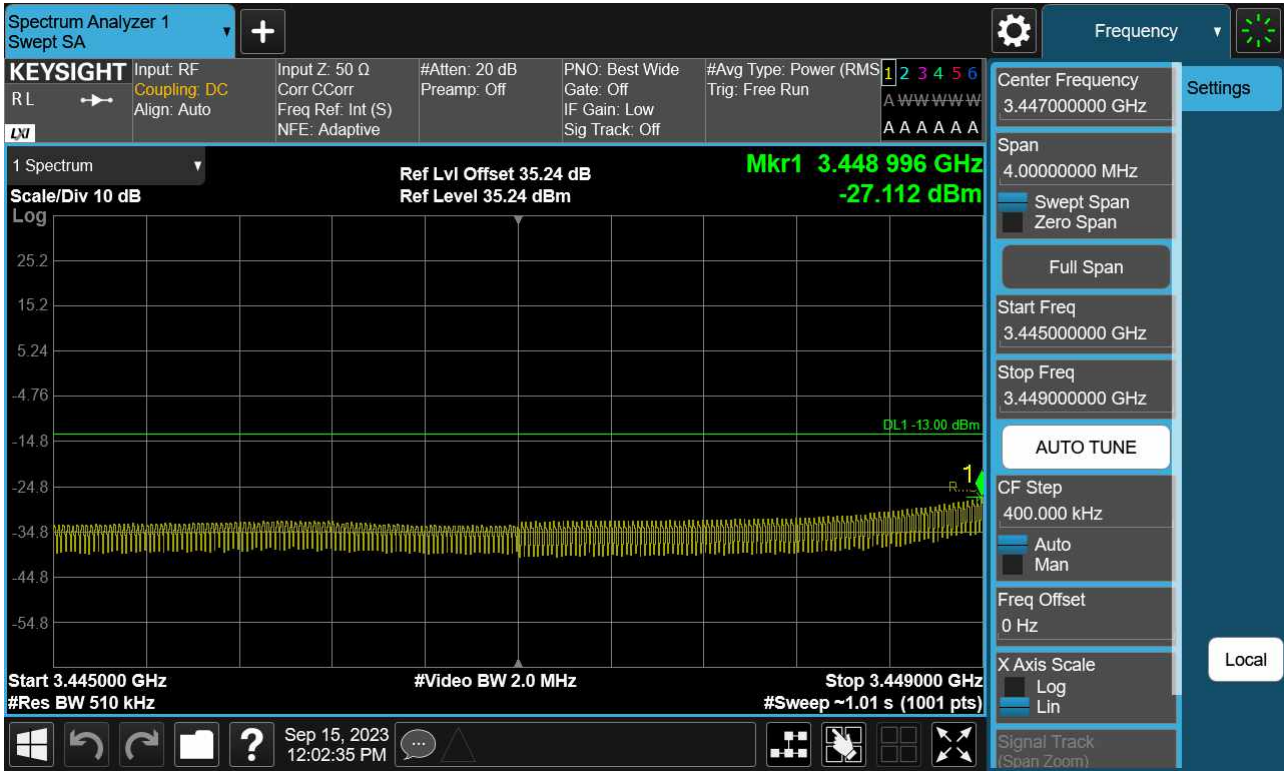 Spectrum Analyzer 1
Swept SA
Frequency
KEYSIGHT
RL
LXI
Input: RF
Coupling: DC
Align: Auto
Input Z: 50 Ω
Corr CCorr
Freq Ref: Int (S)
NFE: Adaptive
#Atten: 20 dB
Preamp: Off
PNO: Best Wide
Gate: Off
IF Gain: Low
Sig Track: Off
#Avg Type: Power (RMS
Trig: Free Run
1 2 3 4 5 6
A W W W W W
A A A A A A
1 Spectrum
Scale/Div 10 dB
Log
Ref Lvl Offset 35.24 dB
Ref Level 35.24 dBm
Mkr1 3.448 996 GHz
-27.112 dBm
25.2
15.2
5.24
-4.76
-14.8
-24.8
-34.8
-44.8
-54.8
DL1 -13.00 dBm
1
Start 3.445000 GHz
#Res BW 510 kHz
#Video BW 2.0 MHz
Stop 3.449000 GHz
#Sweep ~1.01 s (1001 pts)
Center Frequency
3.447000000 GHz
Span
4.00000000 MHz
Swept Span
Zero Span
Full Span
Start Freq
3.445000000 GHz
Stop Freq
3.449000000 GHz
AUTO TUNE
CF Step
400.000 kHz
Auto
Man
Freq Offset
0 Hz
X Axis Scale
Log
Lin
Signal Track
(Span Zoom)
Settings
Local
?
Sep 15, 2023
12:02:35 PM